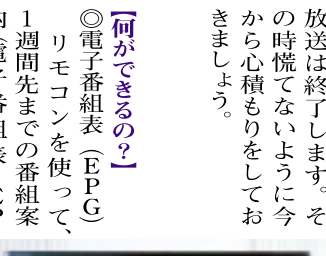 放送は終了します。そ
の時慌てないように今
から心積もりをしてお
きましょう。
【何ができるの？】
◎電子番組表（EPG）
リモコンを使って、
１週間先までの番組案